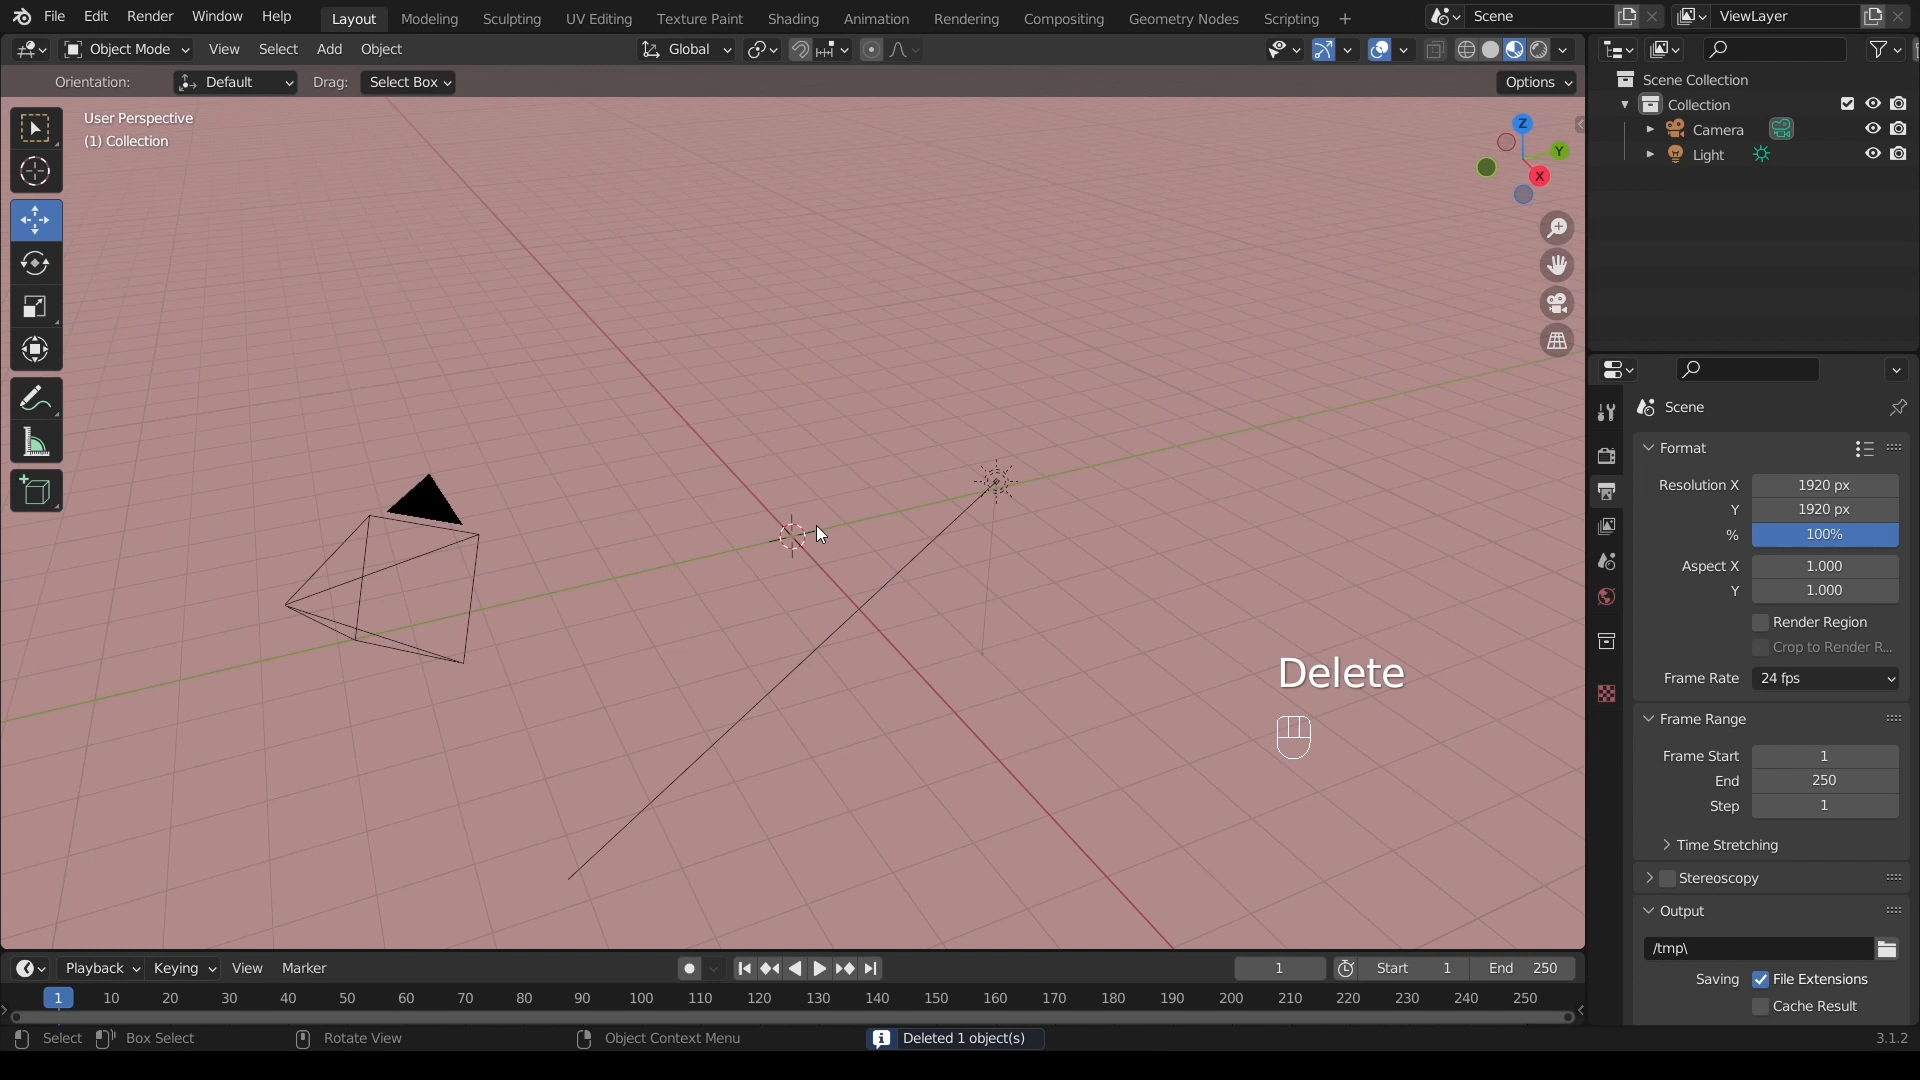 File Edit Render Window Help Layout Modeling Sculpting UV Editing Texture Paint Shading Animation Rendering Compositing Geometry Nodes Scripting + Scene ViewLayer
Object Mode View Select Add Object Global
Orientation: Default Drag: Select Box Options
User Perspective
(1) Collection
Z
Y
X
Scene Collection
Collection
Camera
Light
Scene
Format
Resolution X 1920 px
Y 1920 px
% 100%
Aspect X 1.000
Y 1.000
Render Region
Crop to Render R...
Frame Rate 24 fps
Frame Range
Frame Start 1
End 250
Step 1
Time Stretching
Stereoscopy
Output
/tmp\
Saving File Extensions
Cache Result
Delete
Playback Keying View Marker 1 Start 1 End 250
1 10 20 30 40 50 60 70 80 90 100 110 120 130 140 150 160 170 180 190 200 210 220 230 240 250
Select Box Select Rotate View Object Context Menu Deleted 1 object(s) 3.1.2